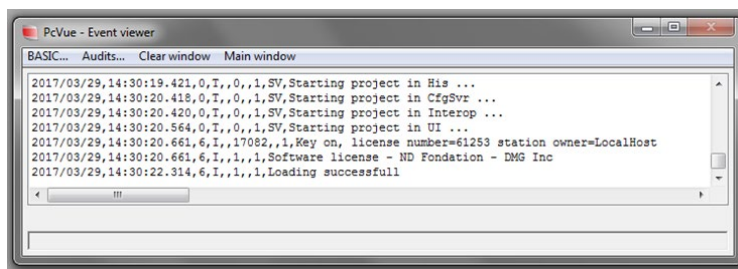 PcVue - Event viewer
BASIC... Audits... Clear window Main window
2017/03/29,14:30:19.421,0,T,,0,,1,SV,Starting project in His ...
2017/03/29,14:30:20.418,0,T,,0,,1,SV,Starting project in CfgSvr ...
2017/03/29,14:30:20.420,0,T,,0,,1,SV,Starting project in Interop ...
2017/03/29,14:30:20.564,0,T,,0,,1,SV,Starting project in UI ...
2017/03/29,14:30:20.661,6,I,,17082,,1,Key on, license number=61253 station owner=LocalHost
2017/03/29,14:30:20.661,6,I,,1,,1,Software license - ND Fondation - DMG Inc
2017/03/29,14:30:22.314,6,I,,1,,1,Loading successfull